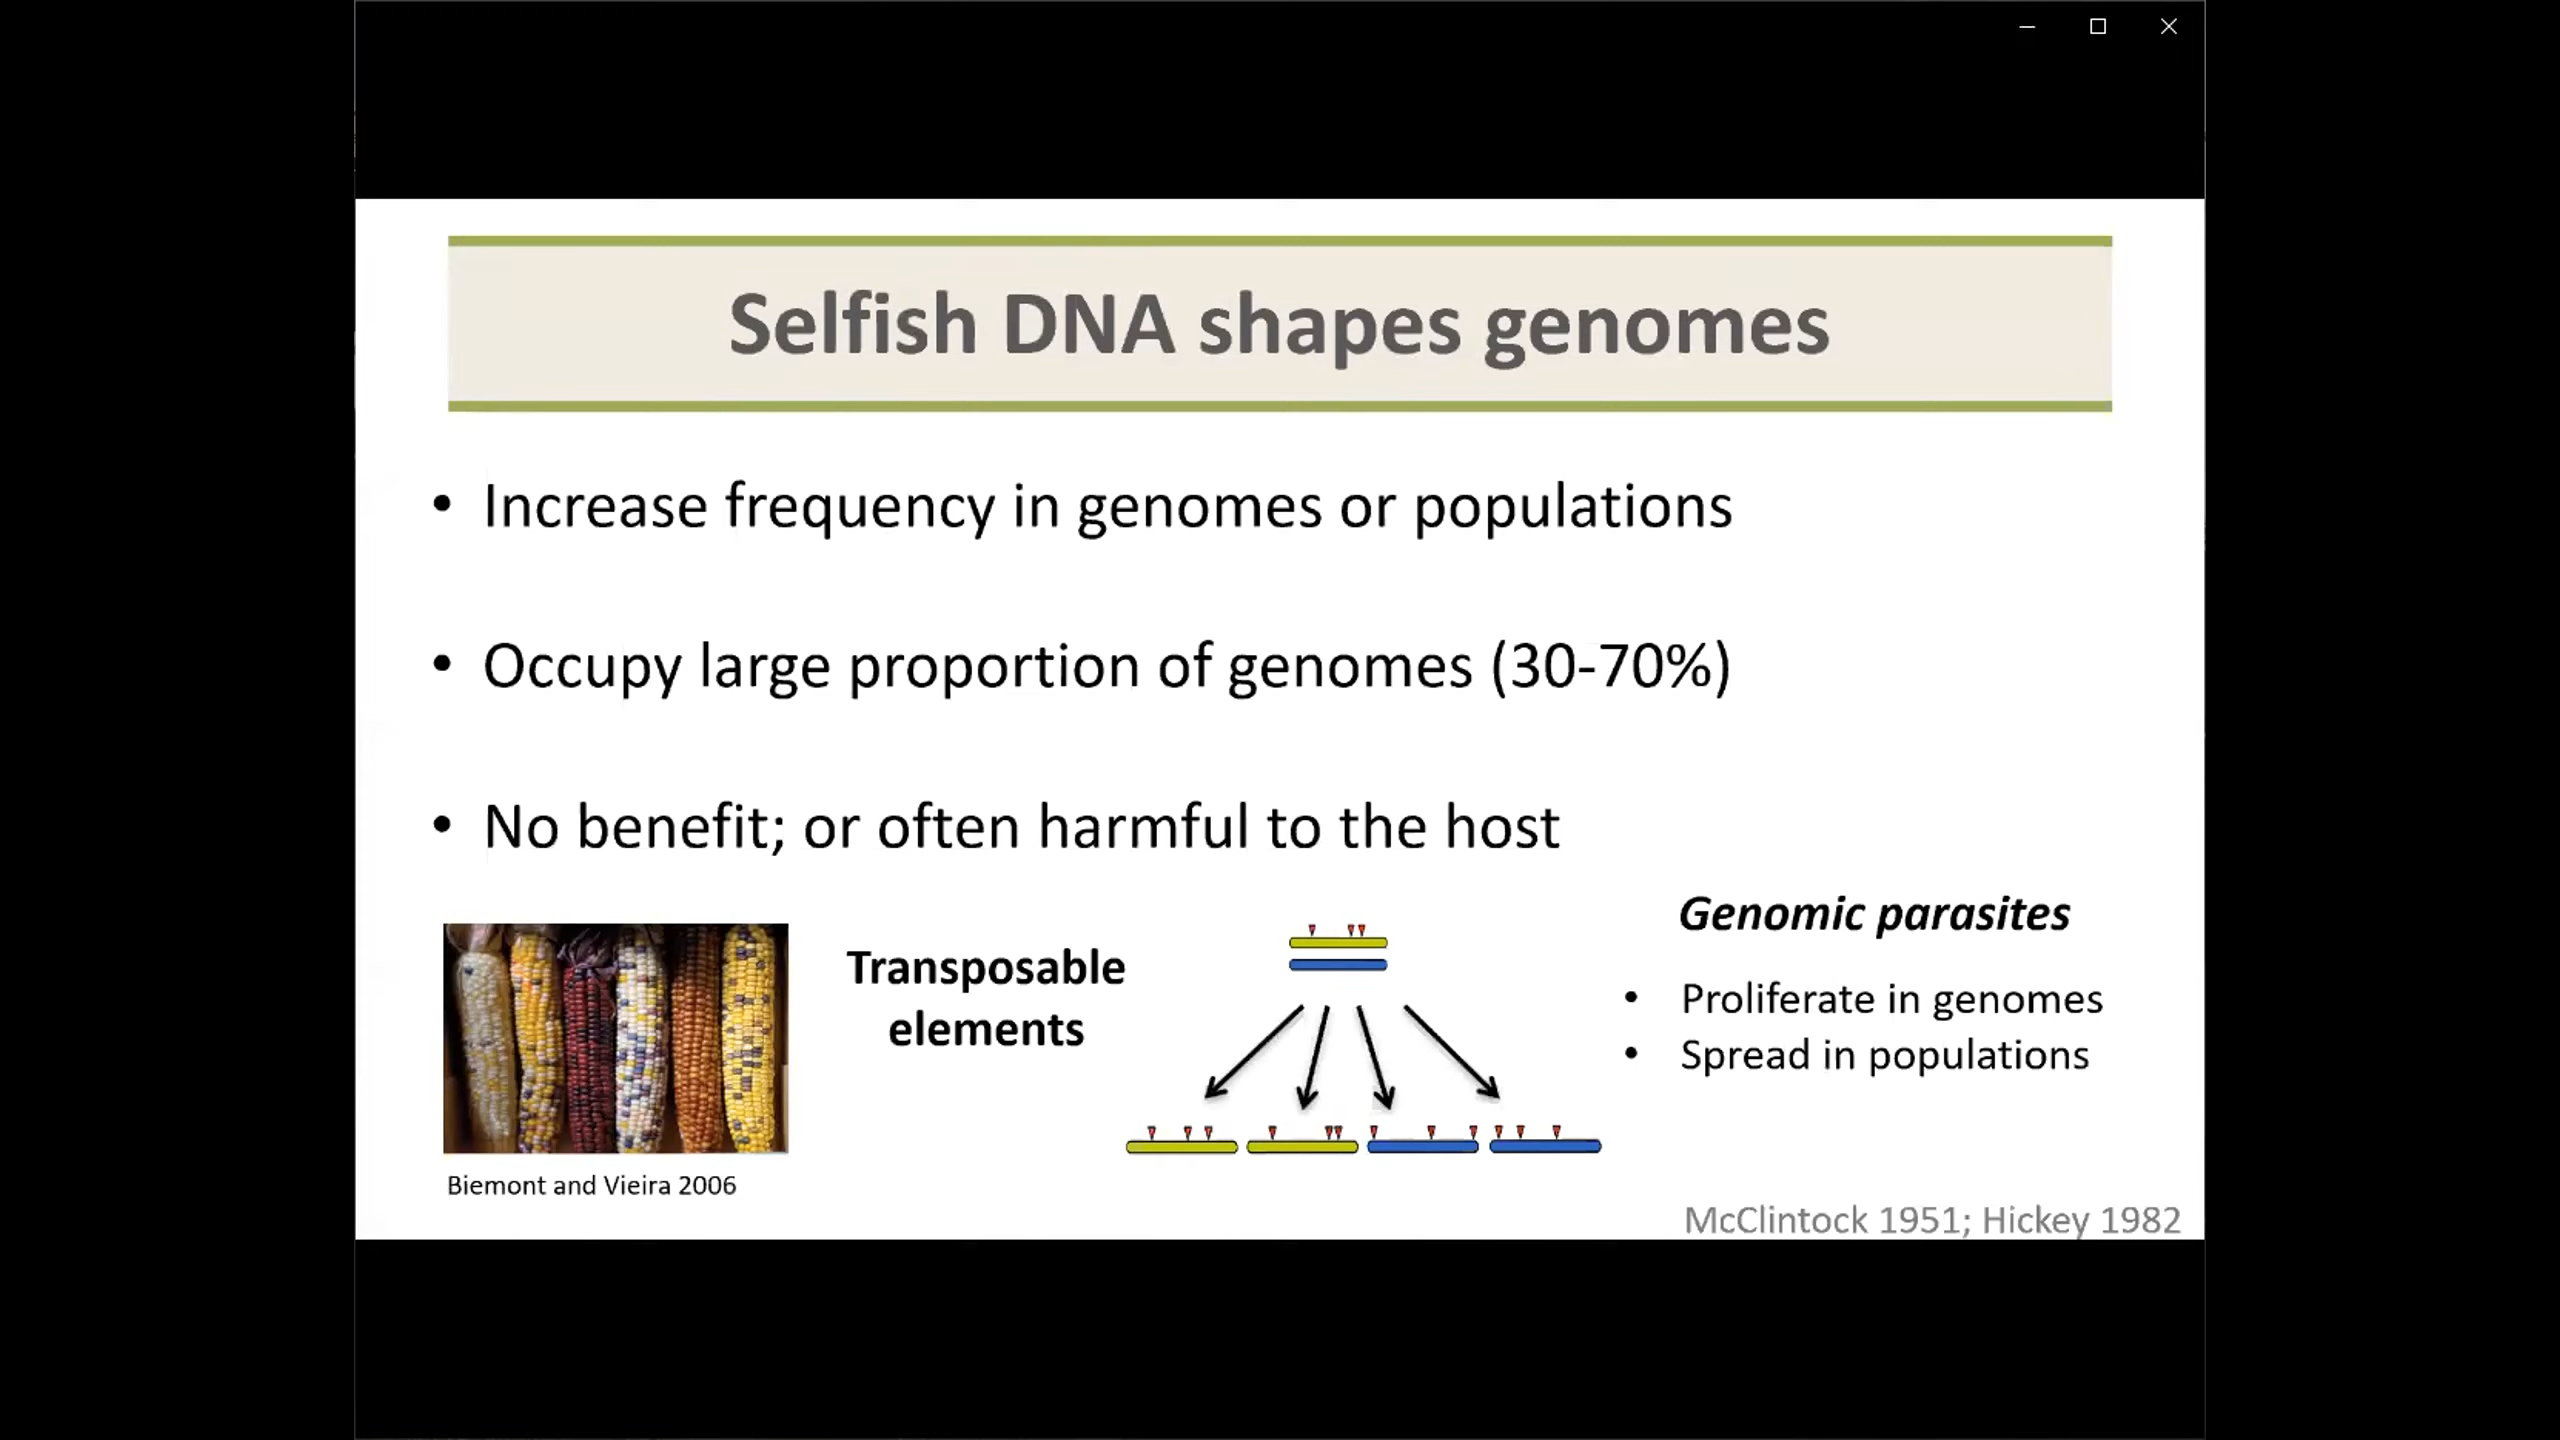 Selfish DNA shapes genomes
• Increase frequency in genomes or populations
• Occupy large proportion of genomes (30-70%)
• No benefit; or often harmful to the host
Transposable
elements
Biemont and Vieira 2006
Genomic parasites
• Proliferate in genomes
• Spread in populations
McClintock 1951; Hickey 1982